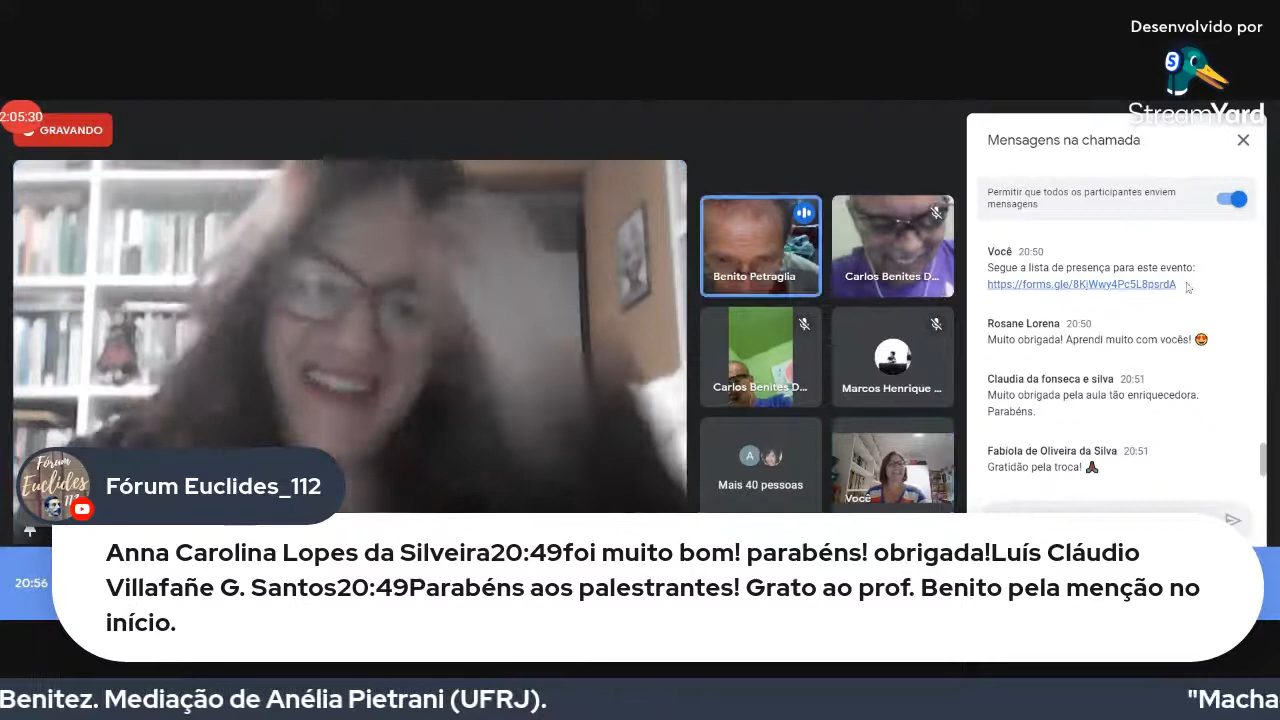 Desenvolvido por
StreamYard
2:05:30
GRAVANDO
Mensagens na chamada
Permitir que todos os participantes enviem
mensagens
Você 20:50
Segue a lista de presença para este evento:
https://forms.gle/8KjWwy4Pc5L8psrdA
Rosane Lorena 20:50
Muito obrigada! Aprendi muito com vocês! 😍
Claudia da fonseca e silva 20:51
Muito obrigada pela aula tão enriquecedora.
Parabéns.
Fabíola de Oliveira da Silva 20:51
Gratidão pela troca! 🙏🏿
Benito Petraglia
Carlos Benites D...
Carlos Benites D...
Marcos Henrique ...
A
Mais 40 pessoas
Você
Fórum
Euclides
112
Fórum Euclides_112
20:56
Anna Carolina Lopes da Silveira20:49foi muito bom! parabéns! obrigada!Luís Cláudio
Villafañe G. Santos20:49Parabéns aos palestrantes! Grato ao prof. Benito pela menção no
início.
Benitez. Mediação de Anélia Pietrani (UFRJ).
"Macha